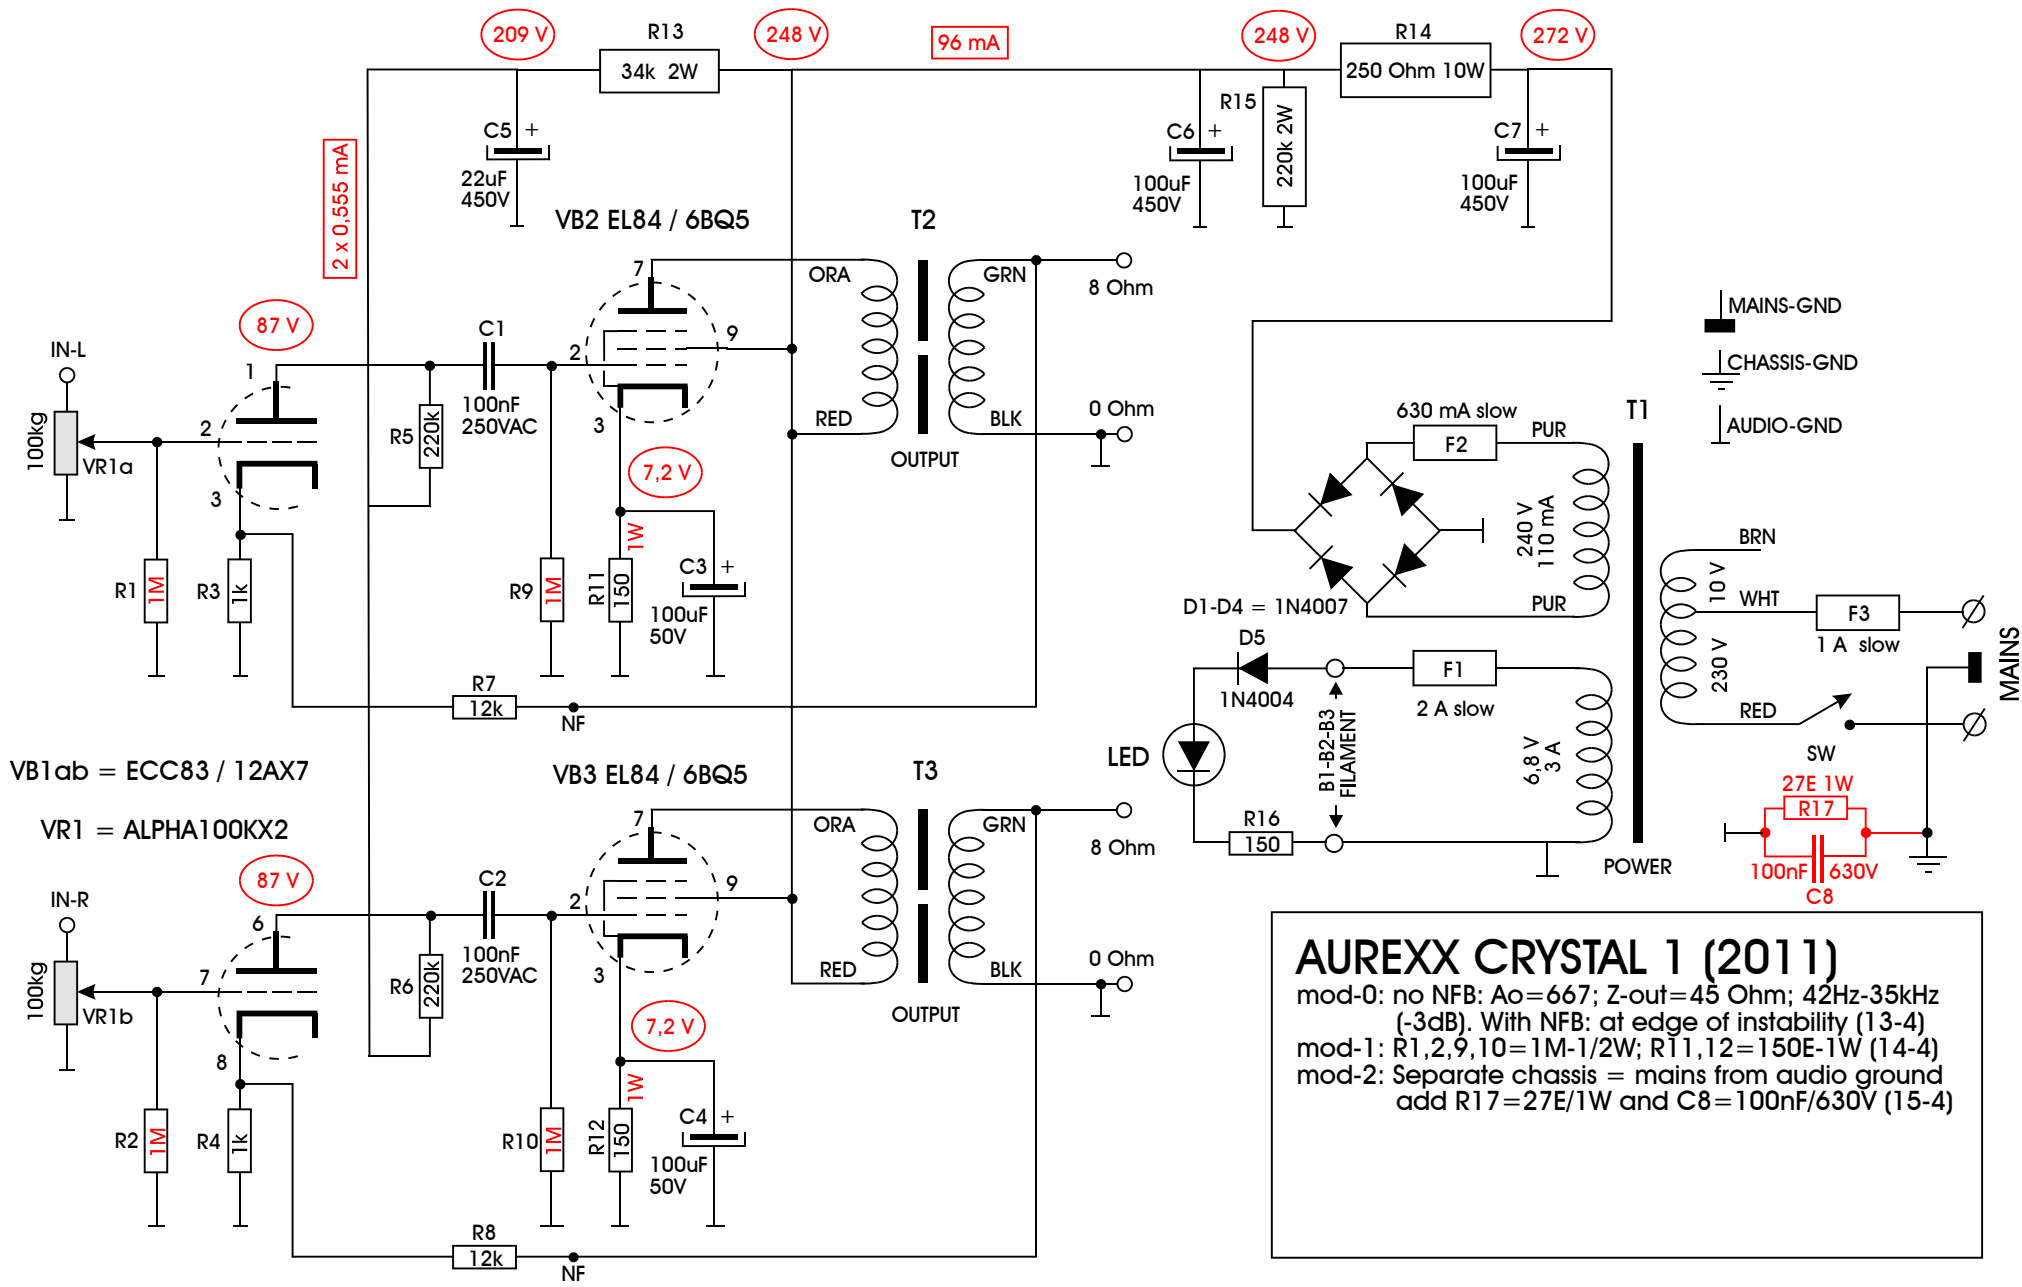 209 V
R13
34k 2W
248 V
96 mA
248 V
R14
250 Ohm 10W
272 V
C5 +
22uF
450V
R15
220k 2W
C6 +
100uF
450V
C7 +
100uF
450V
2 x 0,555 mA
VB2 EL84 / 6BQ5
T2
7
ORA
GRN
8 Ohm
87 V
C1
9
2
MAINS-GND
IN-L
1
100nF
250VAC
CHASSIS-GND
100kg
VR1a
2
R5
220k
3
RED
BLK
0 Ohm
630 mA slow
F2
PUR
T1
AUDIO-GND
OUTPUT
3
7,2 V
240 V
110 mA
1W
BRN
R1
1M
R3
1k
R9
1M
R11
150
C3 +
100uF
50V
D1-D4 = 1N4007
PUR
10 V
WHT
F3
1 A slow
D5
1N4004
F1
2 A slow
230 V
MAINS
R7
12k
NF
RED
SW
LED
B1-B2-B3
FILAMENT
6,8 V
3 A
VB1ab = ECC83 / 12AX7
VB3 EL84 / 6BQ5
T3
27E 1W
R17
100nF
630V
C8
VR1 = ALPHA100KX2
7
ORA
GRN
8 Ohm
R16
150
POWER
87 V
C2
9
2
IN-R
6
100nF
250VAC
100kg
VR1b
7
R6
220k
3
RED
BLK
0 Ohm
OUTPUT
8
7,2 V
1W
R2
1M
R4
1k
R10
1M
R12
150
C4 +
100uF
50V
R8
12k
NF
AUREXX CRYSTAL 1 (2011)
mod-0: no NFB: Ao=667; Z-out=45 Ohm; 42Hz-35kHz
(-3dB). With NFB: at edge of instability (13-4)
mod-1: R1,2,9,10=1M-1/2W; R11,12=150E-1W (14-4)
mod-2: Separate chassis = mains from audio ground
add R17=27E/1W and C8=100nF/630V (15-4)